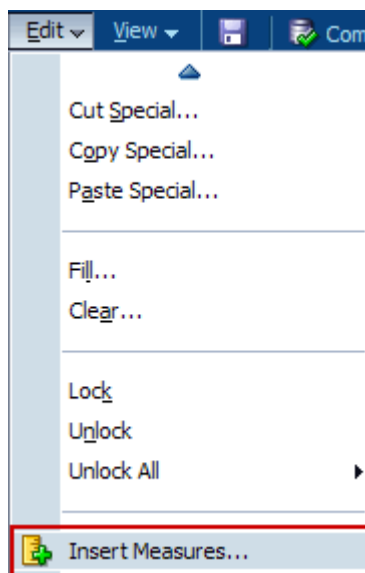 Edit View Com
Cut Special...
Copy Special...
Paste Special...
Fill...
Clear...
Lock
Unlock
Unlock All
Insert Measures...